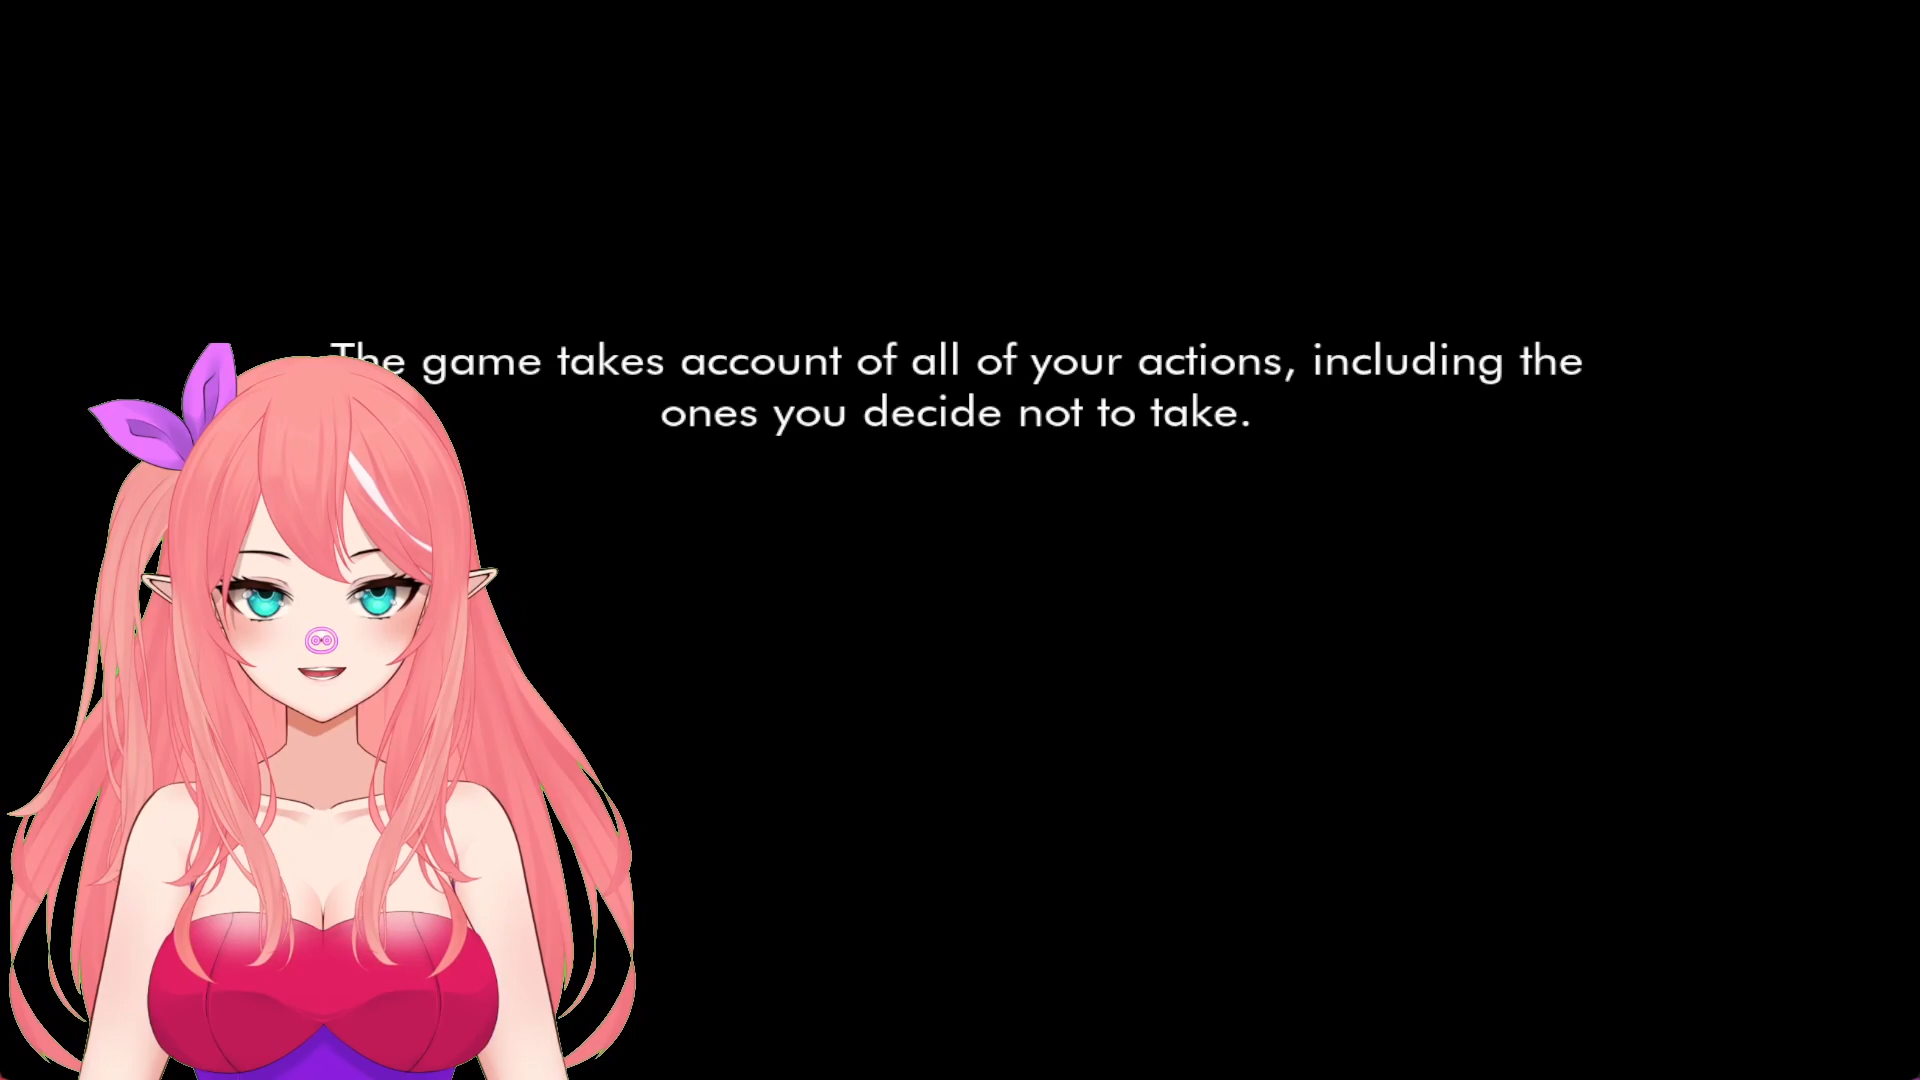 The game takes account of all of your actions, including the
ones you decide not to take.